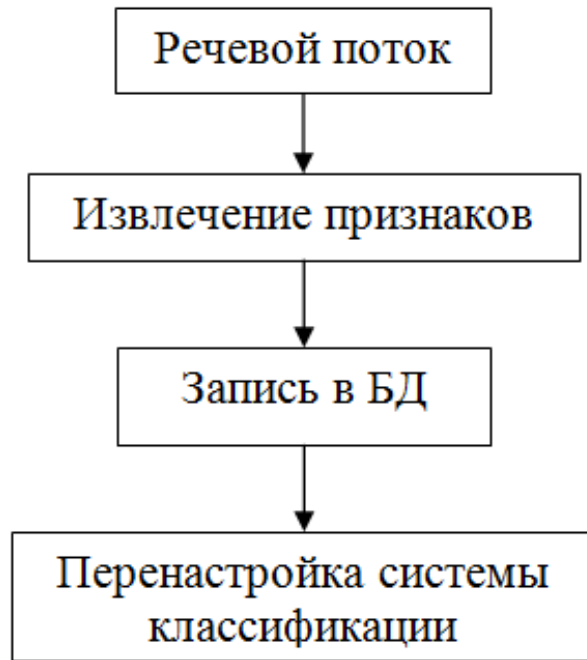 Речевой поток
Извлечение признаков
Запись в БД
Перенастройка системы
классификации